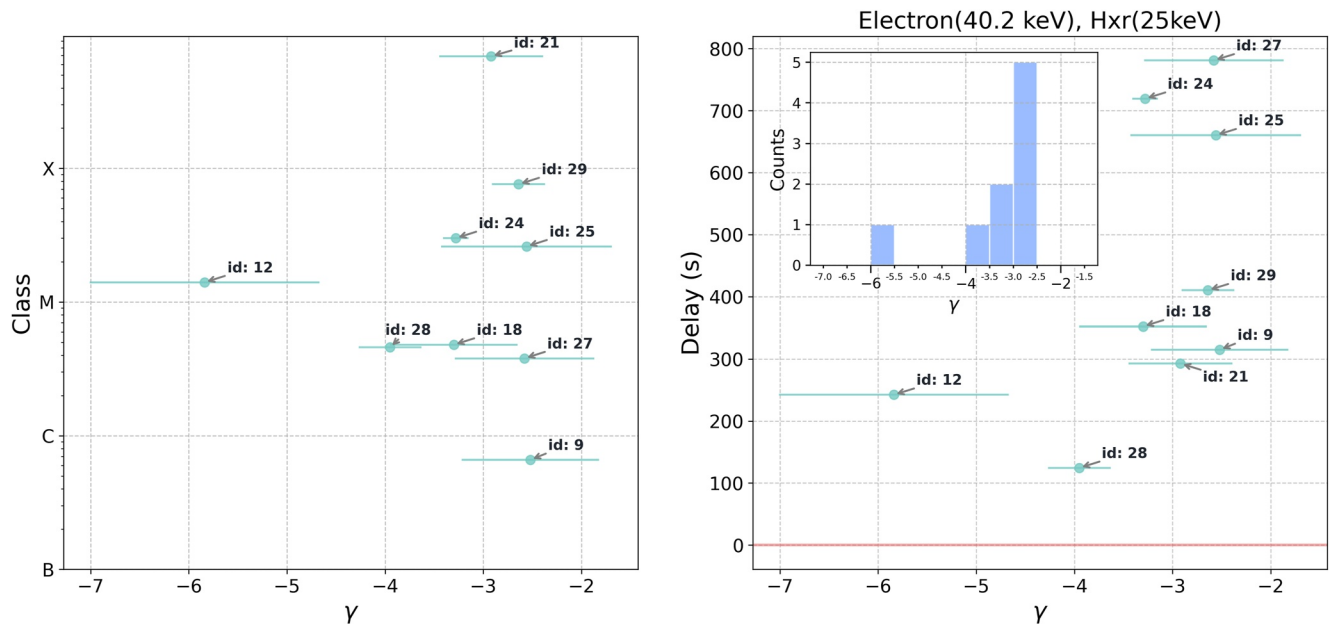 Electron(40.2 keV), Hxr(25keV)
Class
X
M
C
B
id: 21
id: 29
id: 24
id: 25
id: 12
id: 28
id: 18
id: 27
id: 9
−7 −6 −5 −4 −3 −2
γ
Delay (s)
800
700
600
500
400
300
200
100
0
id: 27
id: 24
id: 25
id: 29
id: 18
id: 9
id: 21
id: 12
id: 28
Counts
5
4
3
2
1
0
-7.0 -6.5 -5.5 -5.0 -4.5 -3.5 -3.0 -2.5 -1.5
−6 −4 −2
γ
−7 −6 −5 −4 −3 −2
γ